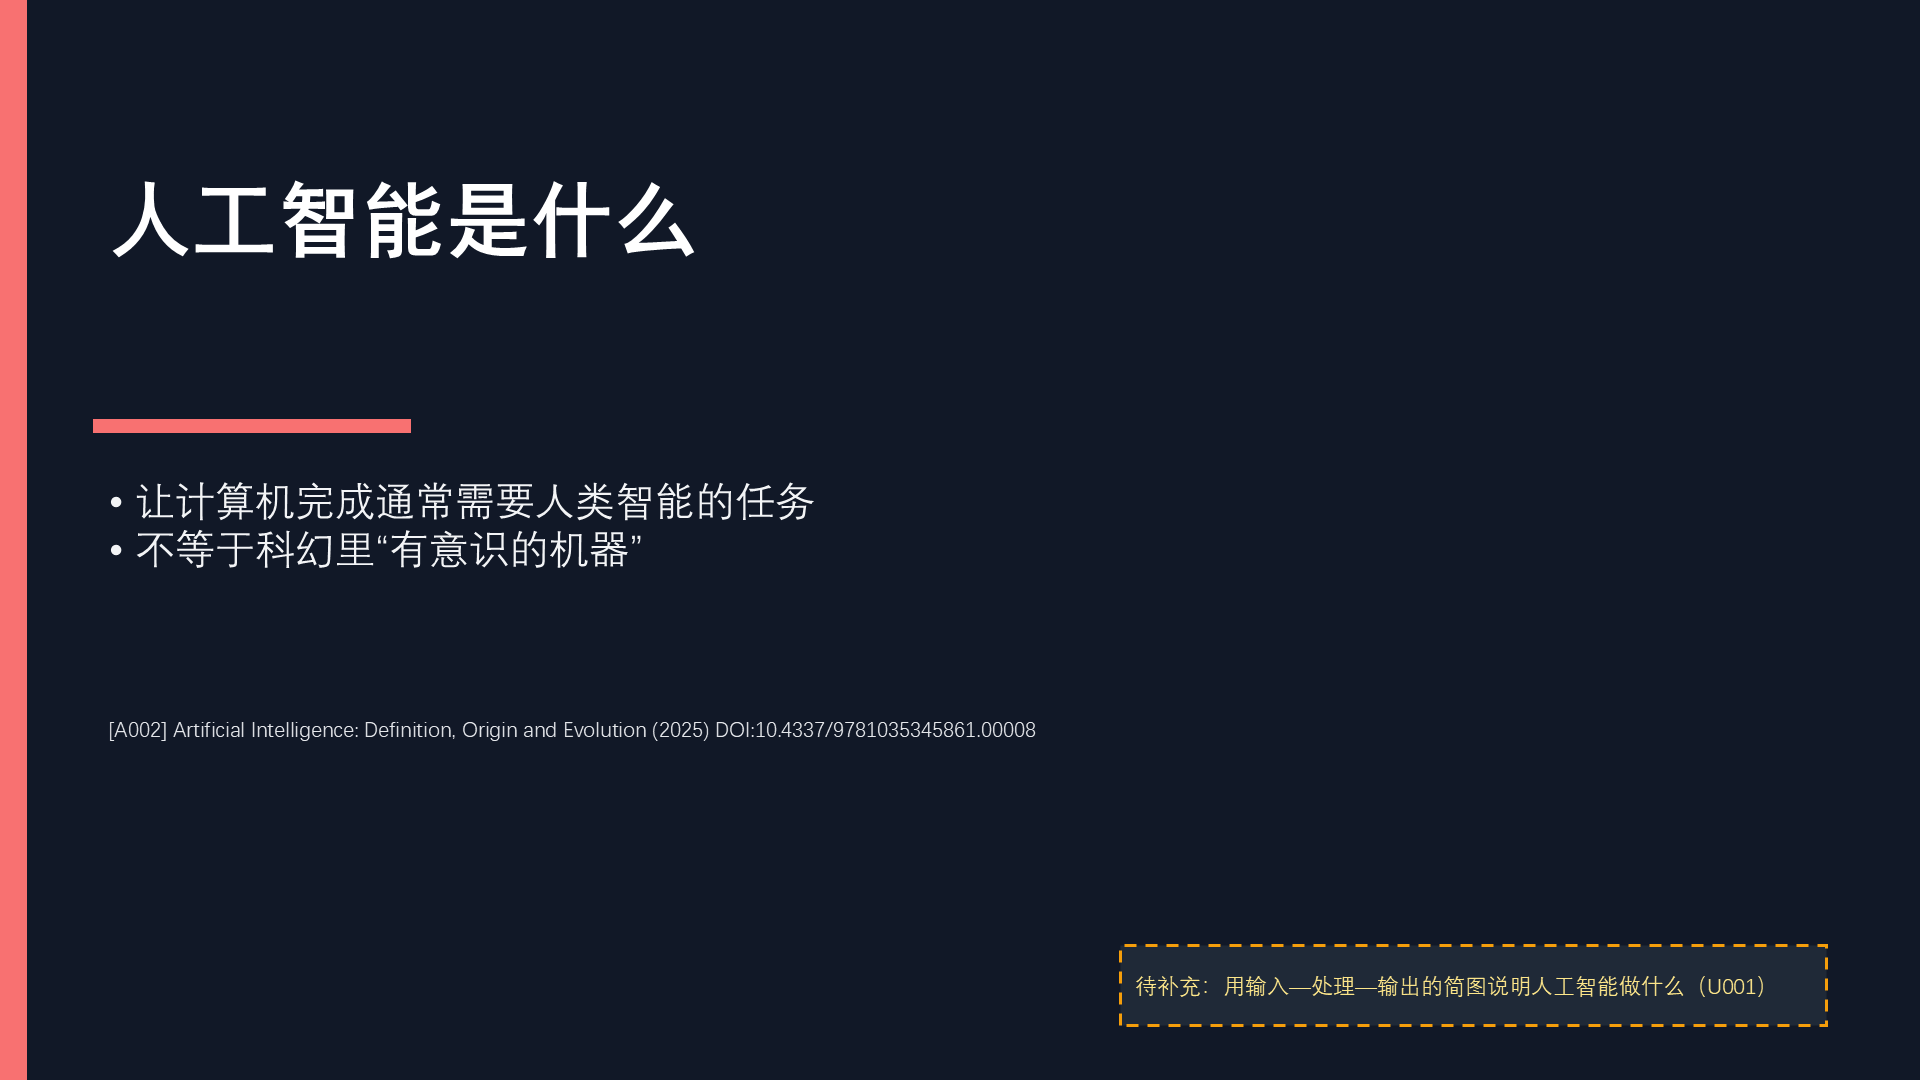 人工智能是什么
• 让计算机完成通常需要人类智能的任务
• 不等于科幻里“有意识的机器”
[A002] Artificial Intelligence: Definition, Origin and Evolution (2025) DOI:10.4337/9781035345861.00008
待补充：用输入—处理—输出的简图说明人工智能做什么（U001）